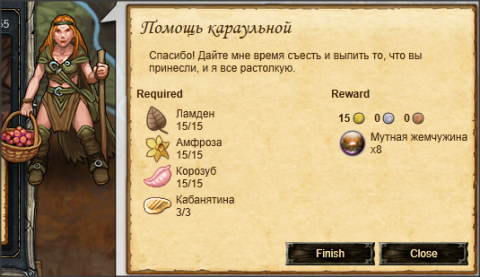 55
Помощь караульной
Спасибо! Дайте мне время съесть и выпить то, что вы
принесли, и я все растолкую.
Required
Reward
Ламден
15/15
15 0 0
Амфроза
15/15
Мутная жемчужина
x8
Корозуб
15/15
Кабанятина
3/3
Finish
Close